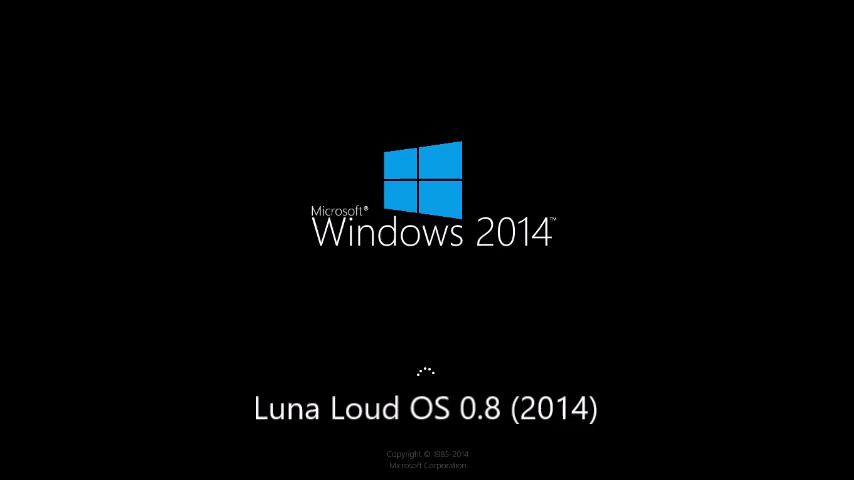 Microsoft®
Windows 2014™
Luna Loud OS 0.8 (2014)
Copyright © 1985-2014
Microsoft Corporation